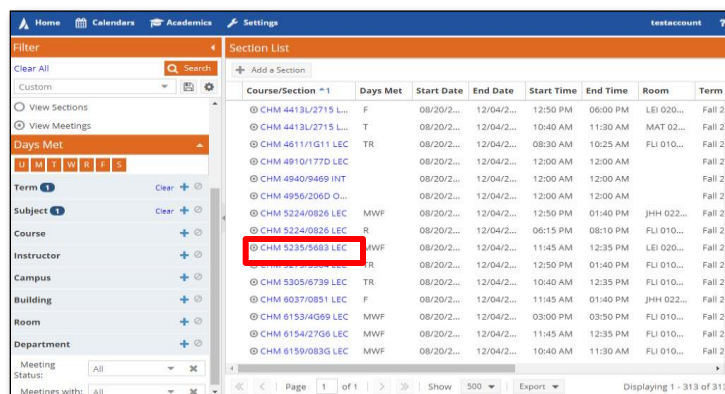 Home Calendars Academics Settings testaccount ?
Filter
Clear All Search
Custom
View Sections
View Meetings
Days Met
U M T W R F S
Term 1 Clear
Subject 1 Clear
Course
Instructor
Campus
Building
Room
Department
Meeting Status: All
Meetings with: All
Section List
Add a Section
Course/Section 1 Days Met Start Date End Date Start Time End Time Room Term
CHM 4413L/2715 L... F 08/20/2... 12/04/2... 12:50 PM 06:00 PM LEI 020... Fall 2
CHM 4413L/2715 L... T 08/20/2... 12/04/2... 10:40 AM 11:30 AM MAT 02... Fall 2
CHM 4611/1G11 LEC TR 08/20/2... 12/04/2... 08:30 AM 10:25 AM FLI 010... Fall 2
CHM 4910/177D LEC 08/20/2... 12/04/2... 12:00 AM 12:00 AM Fall 2
CHM 4940/9469 INT 08/20/2... 12/04/2... 12:00 AM 12:00 AM Fall 2
CHM 4956/206D O... 08/20/2... 12/04/2... 12:00 AM 12:00 AM Fall 2
CHM 5224/0826 LEC MWF 08/20/2... 12/04/2... 12:50 PM 01:40 PM JHH 022... Fall 2
CHM 5224/0826 LEC R 08/20/2... 12/04/2... 06:15 PM 08:10 PM FLI 010... Fall 2
CHM 5235/5683 LEC MWF 08/20/2... 12/04/2... 11:45 AM 12:35 PM LEI 020... Fall 2
TR 08/20/2... 12/04/2... 12:50 PM 01:40 PM FLI 010... Fall 2
CHM 5305/6739 LEC TR 08/20/2... 12/04/2... 10:40 AM 12:35 PM FLI 010... Fall 2
CHM 6037/0851 LEC F 08/20/2... 12/04/2... 11:45 AM 01:40 PM JHH 022... Fall 2
CHM 6153/4G69 LEC MWF 08/20/2... 12/04/2... 03:00 PM 03:50 PM FLI 010... Fall 2
CHM 6154/27G6 LEC MWF 08/20/2... 12/04/2... 11:45 AM 12:35 PM FLI 010... Fall 2
CHM 6159/083G LEC MWF 08/20/2... 12/04/2... 10:40 AM 11:30 AM FLI 010... Fall 2
Page 1 of 1 Show 500 Export Displaying 1 - 313 of 313